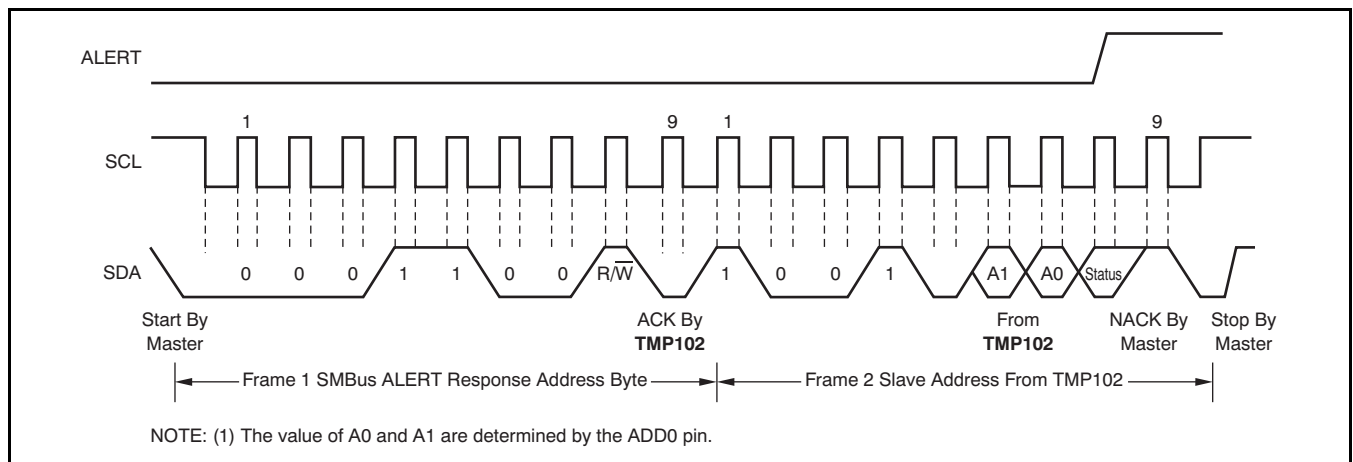 ALERT
1 9 1 9
SCL
SDA 0 0 0 1 1 0 0 R/W 1 0 0 1 A1 A0 Status
Start By Master
ACK By TMP102
From TMP102
NACK By Master
Stop By Master
Frame 1 SMBus ALERT Response Address Byte
Frame 2 Slave Address From TMP102
NOTE: (1) The value of A0 and A1 are determined by the ADD0 pin.